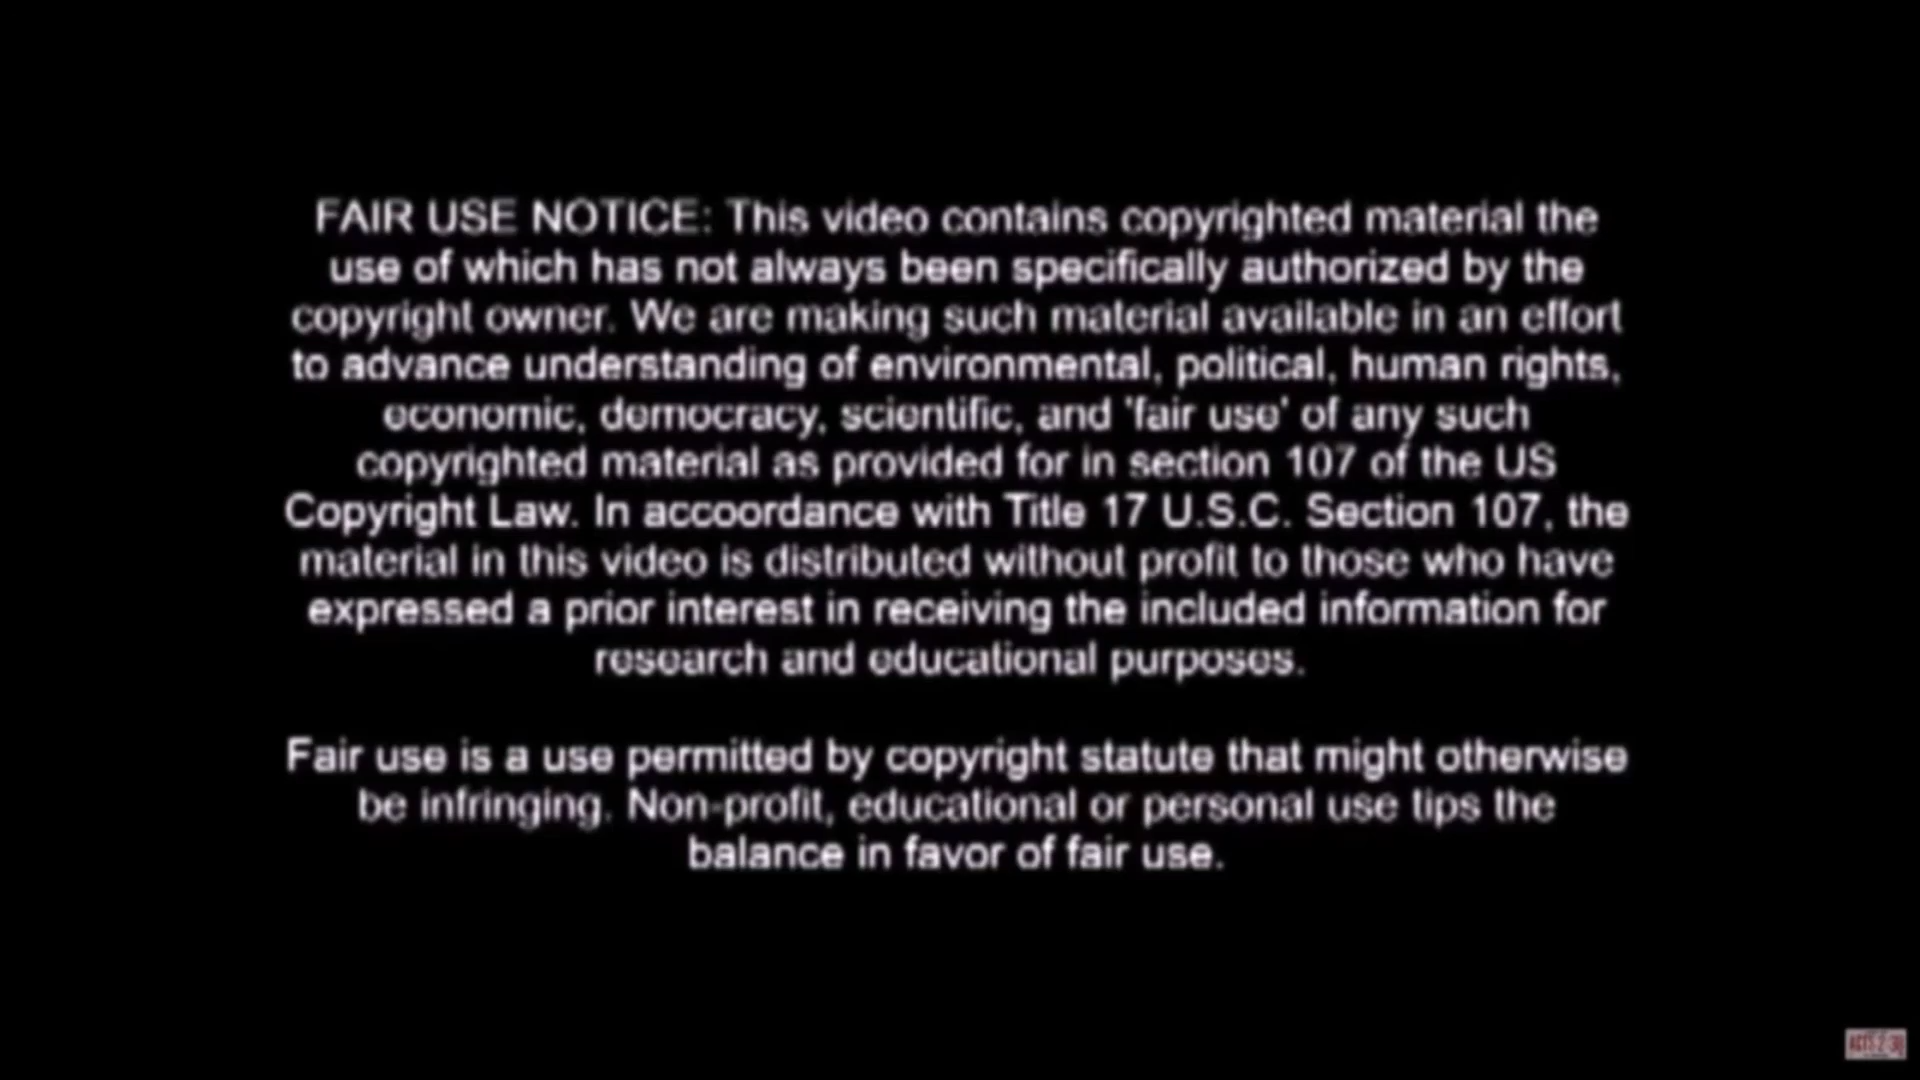 FAIR USE NOTICE: This video contains copyrighted material the
use of which has not always been specifically authorized by the
copyright owner. We are making such material available in an effort
to advance understanding of environmental, political, human rights,
economic, democracy, scientific, and 'fair use' of any such
copyrighted material as provided for in section 107 of the US
Copyright Law. In accoordance with Title 17 U.S.C. Section 107, the
material in this video is distributed without profit to those who have
expressed a prior interest in receiving the included information for
research and educational purposes.
Fair use is a use permitted by copyright statute that might otherwise
be infringing. Non-profit, educational or personal use tips the
balance in favor of fair use.